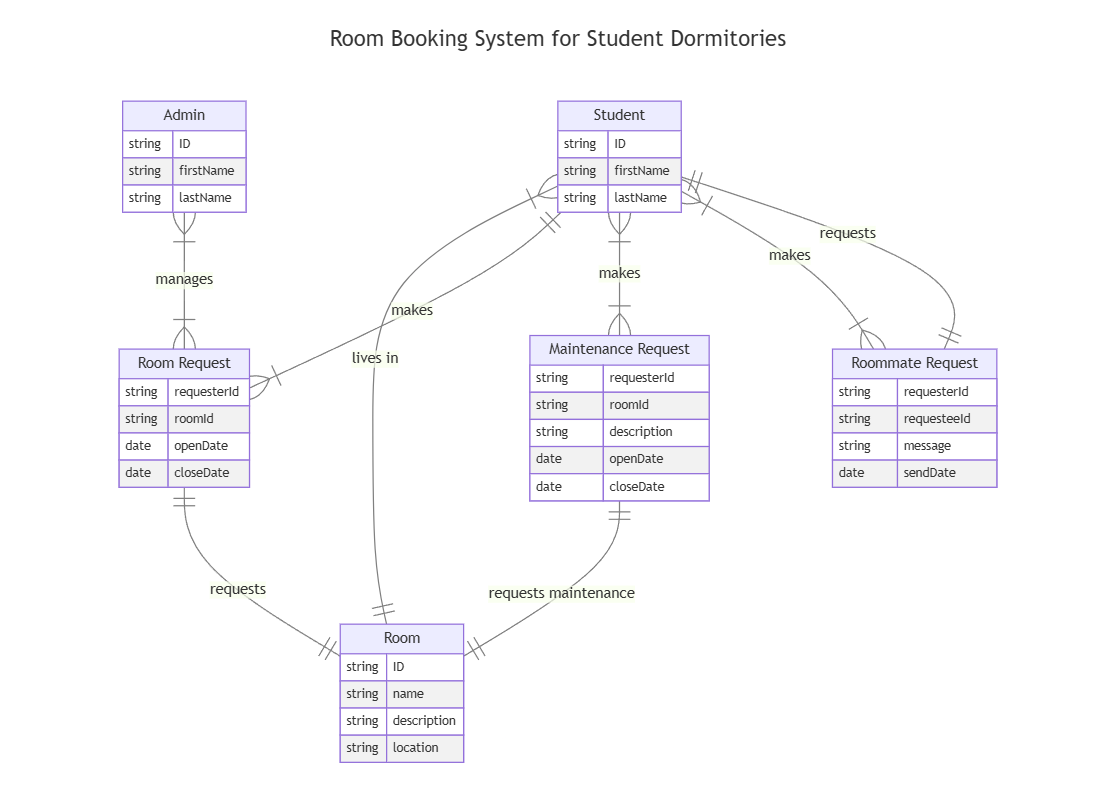 Room Booking System for Student Dormitories
Admin
string ID
string firstName
string lastName
Student
string ID
string firstName
string lastName
manages
makes
lives in
makes
makes
requests
Room Request
string requesterId
string roomId
date openDate
date closeDate
Maintenance Request
string requesterId
string roomId
string description
date openDate
date closeDate
Roommate Request
string requesterId
string requesteeId
string message
date sendDate
requests
requests maintenance
Room
string ID
string name
string description
string location